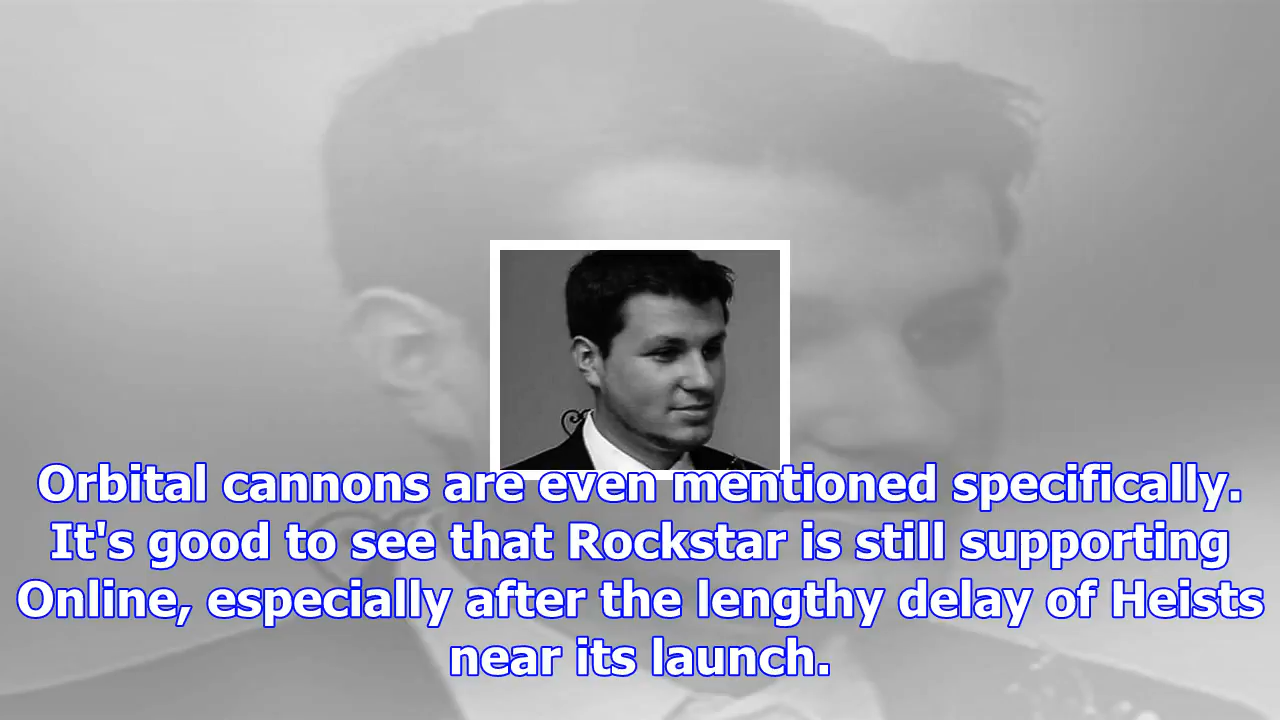 Orbital cannons are even mentioned specifically.
It's good to see that Rockstar is still supporting
Online, especially after the lengthy delay of Heists
near its launch.